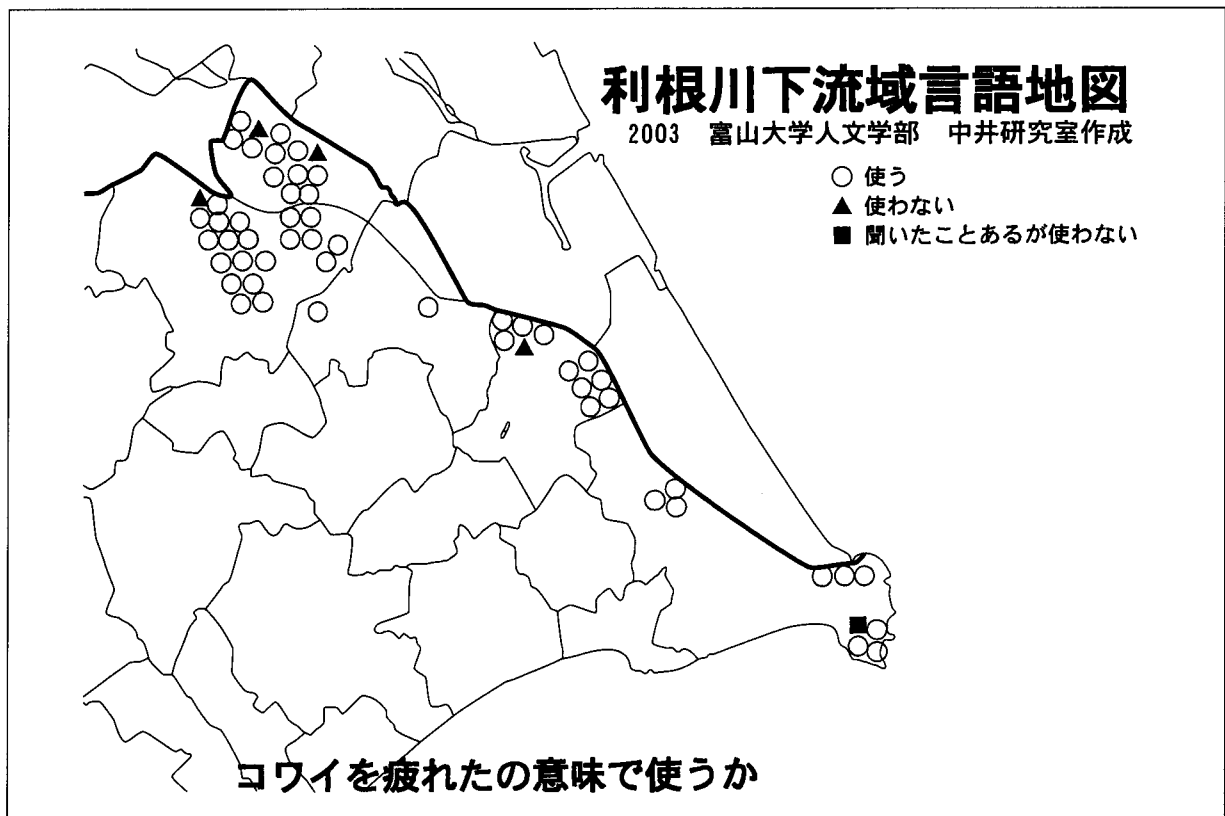 利根川下流域言語地図
2003 富山大学人文学部 中井研究室作成
○ 使う
▲ 使わない
■ 聞いたことあるが使わない
コワイを疲れたの意味で使うか